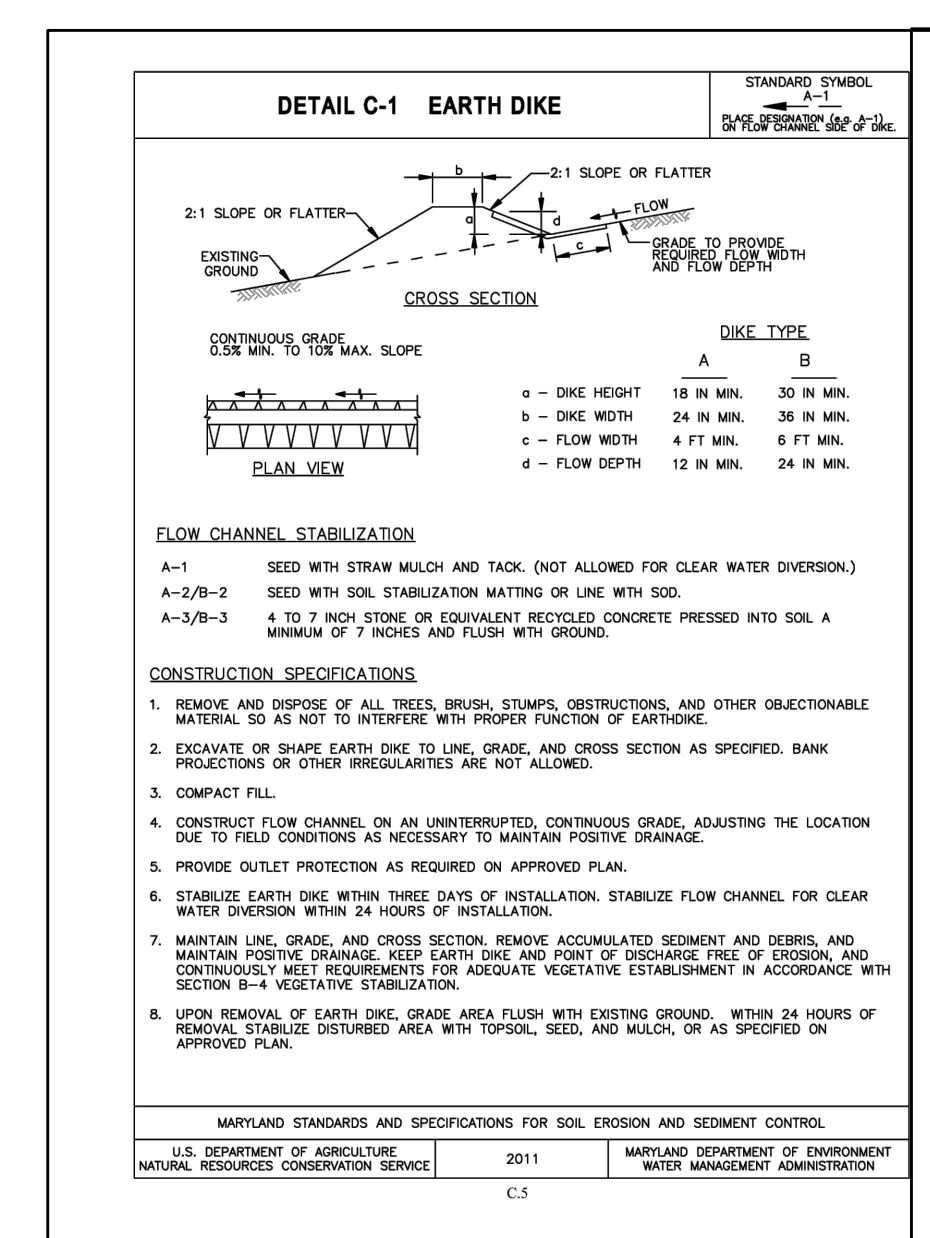 DETAIL C-1 EARTH DIKE
STANDARD SYMBOL
A-1
PLACE DESIGNATION (e.g. A-1)
ON FLOW CHANNEL SIDE OF DIKE.
b
2:1 SLOPE OR FLATTER
2:1 SLOPE OR FLATTER
a
d
FLOW
c
EXISTING
GROUND
GRADE TO PROVIDE
REQUIRED FLOW WIDTH
AND FLOW DEPTH
CROSS SECTION
CONTINUOUS GRADE
0.5% MIN. TO 10% MAX. SLOPE
PLAN VIEW
DIKE TYPE
A B
a - DIKE HEIGHT 18 IN MIN. 30 IN MIN.
b - DIKE WIDTH 24 IN MIN. 36 IN MIN.
c - FLOW WIDTH 4 FT MIN. 6 FT MIN.
d - FLOW DEPTH 12 IN MIN. 24 IN MIN.
FLOW CHANNEL STABILIZATION
A-1 SEED WITH STRAW MULCH AND TACK. (NOT ALLOWED FOR CLEAR WATER DIVERSION.)
A-2/B-2 SEED WITH SOIL STABILIZATION MATTING OR LINE WITH SOD.
A-3/B-3 4 TO 7 INCH STONE OR EQUIVALENT RECYCLED CONCRETE PRESSED INTO SOIL A
MINIMUM OF 7 INCHES AND FLUSH WITH GROUND.
CONSTRUCTION SPECIFICATIONS
1. REMOVE AND DISPOSE OF ALL TREES, BRUSH, STUMPS, OBSTRUCTIONS, AND OTHER OBJECTIONABLE
MATERIAL SO AS NOT TO INTERFERE WITH PROPER FUNCTION OF EARTHDIKE.
2. EXCAVATE OR SHAPE EARTH DIKE TO LINE, GRADE, AND CROSS SECTION AS SPECIFIED. BANK
PROJECTIONS OR OTHER IRREGULARITIES ARE NOT ALLOWED.
3. COMPACT FILL.
4. CONSTRUCT FLOW CHANNEL ON AN UNINTERRUPTED, CONTINUOUS GRADE, ADJUSTING THE LOCATION
DUE TO FIELD CONDITIONS AS NECESSARY TO MAINTAIN POSITIVE DRAINAGE.
5. PROVIDE OUTLET PROTECTION AS REQUIRED ON APPROVED PLAN.
6. STABILIZE EARTH DIKE WITHIN THREE DAYS OF INSTALLATION. STABILIZE FLOW CHANNEL FOR CLEAR
WATER DIVERSION WITHIN 24 HOURS OF INSTALLATION.
7. MAINTAIN LINE, GRADE, AND CROSS SECTION. REMOVE ACCUMULATED SEDIMENT AND DEBRIS, AND
MAINTAIN POSITIVE DRAINAGE. KEEP EARTH DIKE AND POINT OF DISCHARGE FREE OF EROSION, AND
CONTINUOUSLY MEET REQUIREMENTS FOR ADEQUATE VEGETATIVE ESTABLISHMENT IN ACCORDANCE WITH
SECTION B-4 VEGETATIVE STABILIZATION.
8. UPON REMOVAL OF EARTH DIKE, GRADE AREA FLUSH WITH EXISTING GROUND. WITHIN 24 HOURS OF
REMOVAL STABILIZE DISTURBED AREA WITH TOPSOIL, SEED, AND MULCH, OR AS SPECIFIED ON
APPROVED PLAN.
MARYLAND STANDARDS AND SPECIFICATIONS FOR SOIL EROSION AND SEDIMENT CONTROL
U.S. DEPARTMENT OF AGRICULTURE
NATURAL RESOURCES CONSERVATION SERVICE
2011
MARYLAND DEPARTMENT OF ENVIRONMENT
WATER MANAGEMENT ADMINISTRATION
C.5